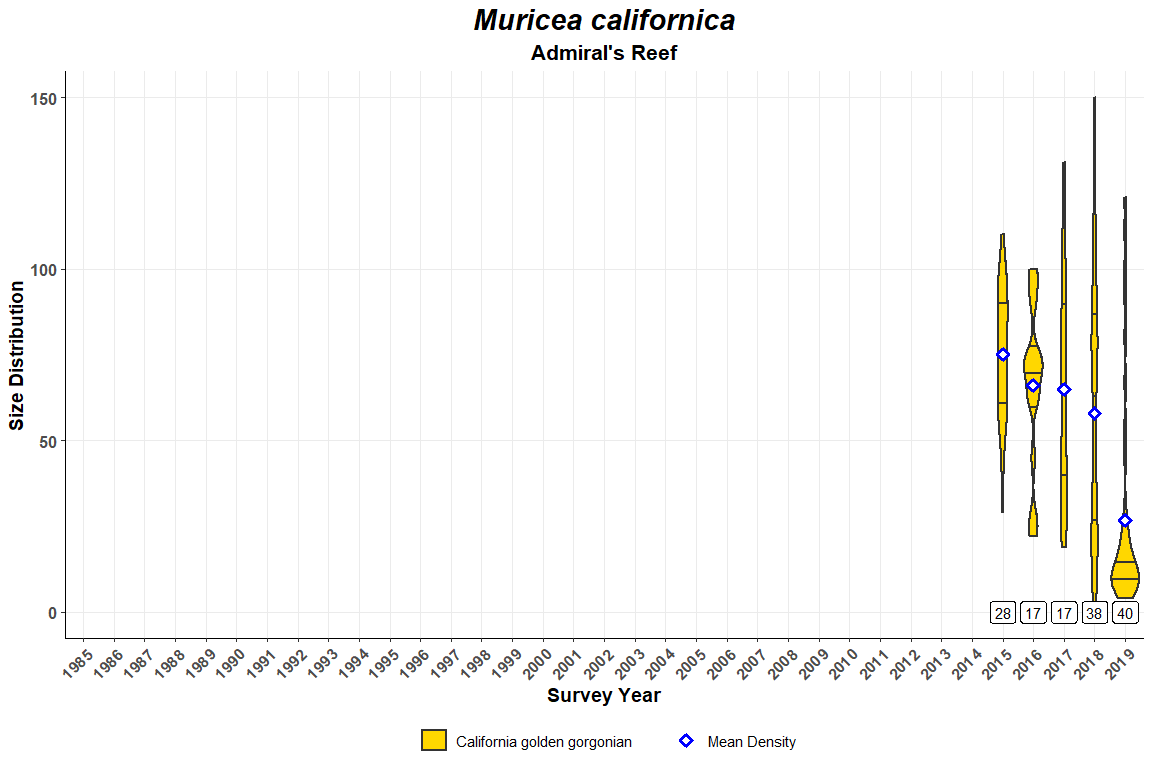 Muricea californica
Admiral's Reef
Size Distribution
150
100
50
0
28 17 17 38 40
1985 1986 1987 1988 1989 1990 1991 1992 1993 1994 1995 1996 1997 1998 1999 2000 2001 2002 2003 2004 2005 2006 2007 2008 2009 2010 2011 2012 2013 2014 2015 2016 2017 2018 2019
Survey Year
California golden gorgonian Mean Density